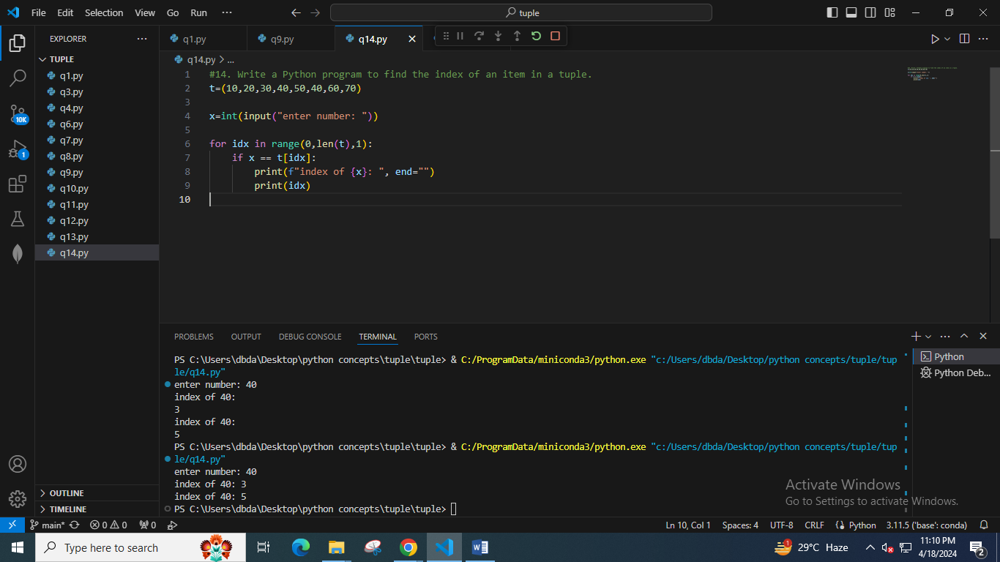 File Edit Selection View Go Run ···
tuple
EXPLORER ···
TUPLE
q1.py
q3.py
q4.py
q6.py
q7.py
q8.py
q9.py
q10.py
q11.py
q12.py
q13.py
q14.py
OUTLINE
TIMELINE
10K
1
q1.py q9.py q14.py
q14.py > ...
1 #14. Write a Python program to find the index of an item in a tuple.
2 t=(10,20,30,40,50,40,60,70)
3
4 x=int(input("enter number: "))
5
6 for idx in range(0,len(t),1):
7 if x == t[idx]:
8 print(f"index of {x}: ", end="")
9 print(idx)
10
PROBLEMS OUTPUT DEBUG CONSOLE TERMINAL PORTS
PS C:\Users\dbda\Desktop\python concepts\tuple\tuple> & C:/ProgramData/miniconda3/python.exe "c:/Users/dbda/Desktop/python concepts/tuple/tup
le/q14.py"
enter number: 40
index of 40:
3
index of 40:
5
PS C:\Users\dbda\Desktop\python concepts\tuple\tuple> & C:/ProgramData/miniconda3/python.exe "c:/Users/dbda/Desktop/python concepts/tuple/tup
le/q14.py"
enter number: 40
index of 40: 3
index of 40: 5
PS C:\Users\dbda\Desktop\python concepts\tuple\tuple>
Python
Python Deb...
Activate Windows
Go to Settings to activate Windows.
main* 0 0 0 Ln 10, Col 1 Spaces: 4 UTF-8 CRLF Python 3.11.5 ('base': conda)
Type here to search
1 29°C Haze
11:10 PM
4/18/2024
2